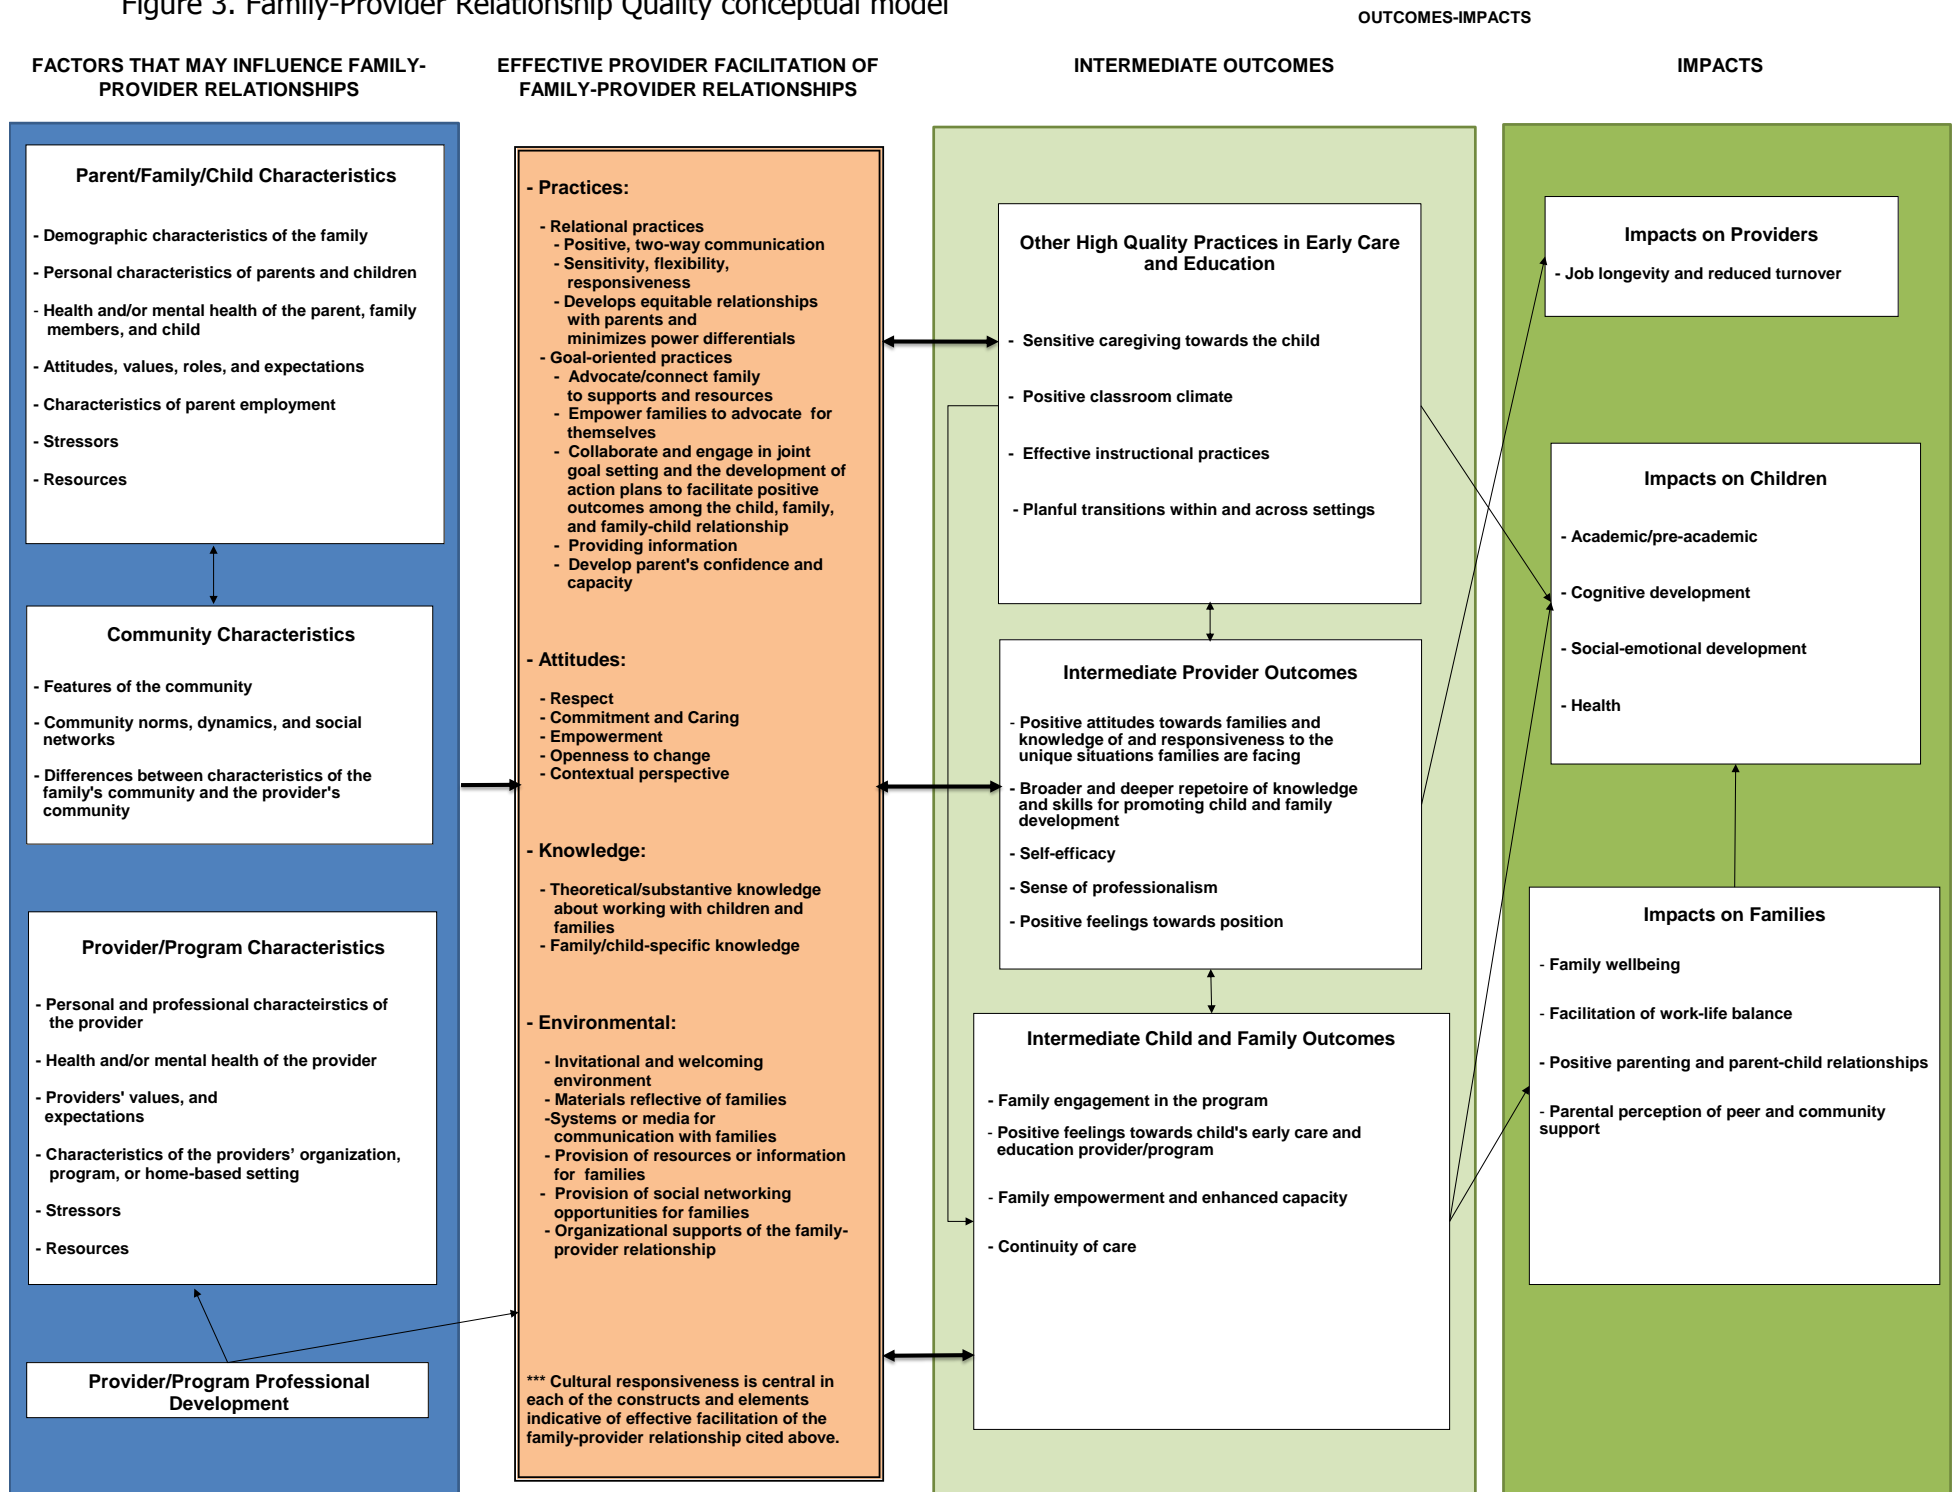 Figure 3. Family-Provider Relationship Quality conceptual model
OUTCOMES-IMPACTS
FACTORS THAT MAY INFLUENCE FAMILY-
PROVIDER RELATIONSHIPS
EFFECTIVE PROVIDER FACILITATION OF
FAMILY-PROVIDER RELATIONSHIPS
INTERMEDIATE OUTCOMES
IMPACTS
Parent/Family/Child Characteristics
- Demographic characteristics of the family
- Personal characteristics of parents and children
- Health and/or mental health of the parent, family
members, and child
- Attitudes, values, roles, and expectations
- Characteristics of parent employment
- Stressors
- Resources
Community Characteristics
- Features of the community
- Community norms, dynamics, and social
networks
- Differences between characteristics of the
family's community and the provider's
community
Provider/Program Characteristics
- Personal and professional characteirstics of
the provider
- Health and/or mental health of the provider
- Providers' values, and
expectations
- Characteristics of the providers’ organization,
program, or home-based setting
- Stressors
- Resources
Provider/Program Professional
Development
- Practices:
- Relational practices
- Positive, two-way communication
- Sensitivity, flexibility,
responsiveness
- Develops equitable relationships
with parents and
minimizes power differentials
- Goal-oriented practices
- Advocate/connect family
to supports and resources
- Empower families to advocate for
themselves
- Collaborate and engage in joint
goal setting and the development of
action plans to facilitate positive
outcomes among the child, family,
and family-child relationship
- Providing information
- Develop parent's confidence and
capacity
- Attitudes:
- Respect
- Commitment and Caring
- Empowerment
- Openness to change
- Contextual perspective
- Knowledge:
- Theoretical/substantive knowledge
about working with children and
families
- Family/child-specific knowledge
- Environmental:
- Invitational and welcoming
environment
- Materials reflective of families
-Systems or media for
communication with families
- Provision of resources or information
for families
- Provision of social networking
opportunities for families
- Organizational supports of the family-
provider relationship
*** Cultural responsiveness is central in
each of the constructs and elements
indicative of effective facilitation of the
family-provider relationship cited above.
Other High Quality Practices in Early Care
and Education
- Sensitive caregiving towards the child
- Positive classroom climate
- Effective instructional practices
- Planful transitions within and across settings
Intermediate Provider Outcomes
- Positive attitudes towards families and
knowledge of and responsiveness to the
unique situations families are facing
- Broader and deeper repetoire of knowledge
and skills for promoting child and family
development
- Self-efficacy
- Sense of professionalism
- Positive feelings towards position
Intermediate Child and Family Outcomes
- Family engagement in the program
- Positive feelings towards child's early care and
education provider/program
- Family empowerment and enhanced capacity
- Continuity of care
Impacts on Providers
- Job longevity and reduced turnover
Impacts on Children
- Academic/pre-academic
- Cognitive development
- Social-emotional development
- Health
Impacts on Families
- Family wellbeing
- Facilitation of work-life balance
- Positive parenting and parent-child relationships
- Parental perception of peer and community
support